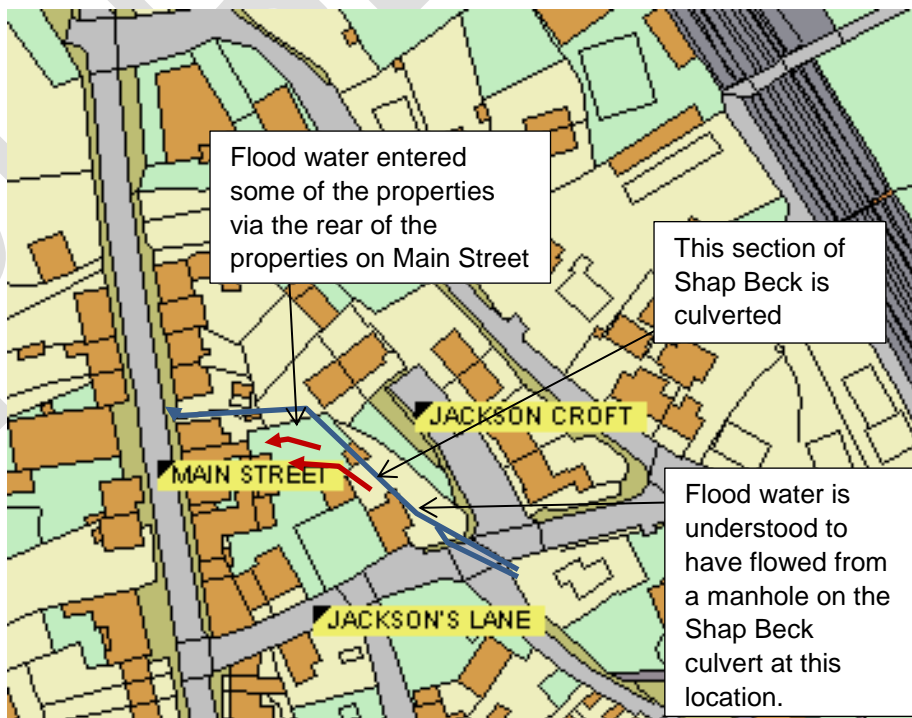 Flood water entered
some of the properties
via the rear of the
properties on Main Street
This section of
Shap Beck is
culverted
JACKSON CROFT
MAIN STREET
Flood water is
understood to
have flowed from
a manhole on the
Shap Beck
culvert at this
location.
JACKSON'S LANE